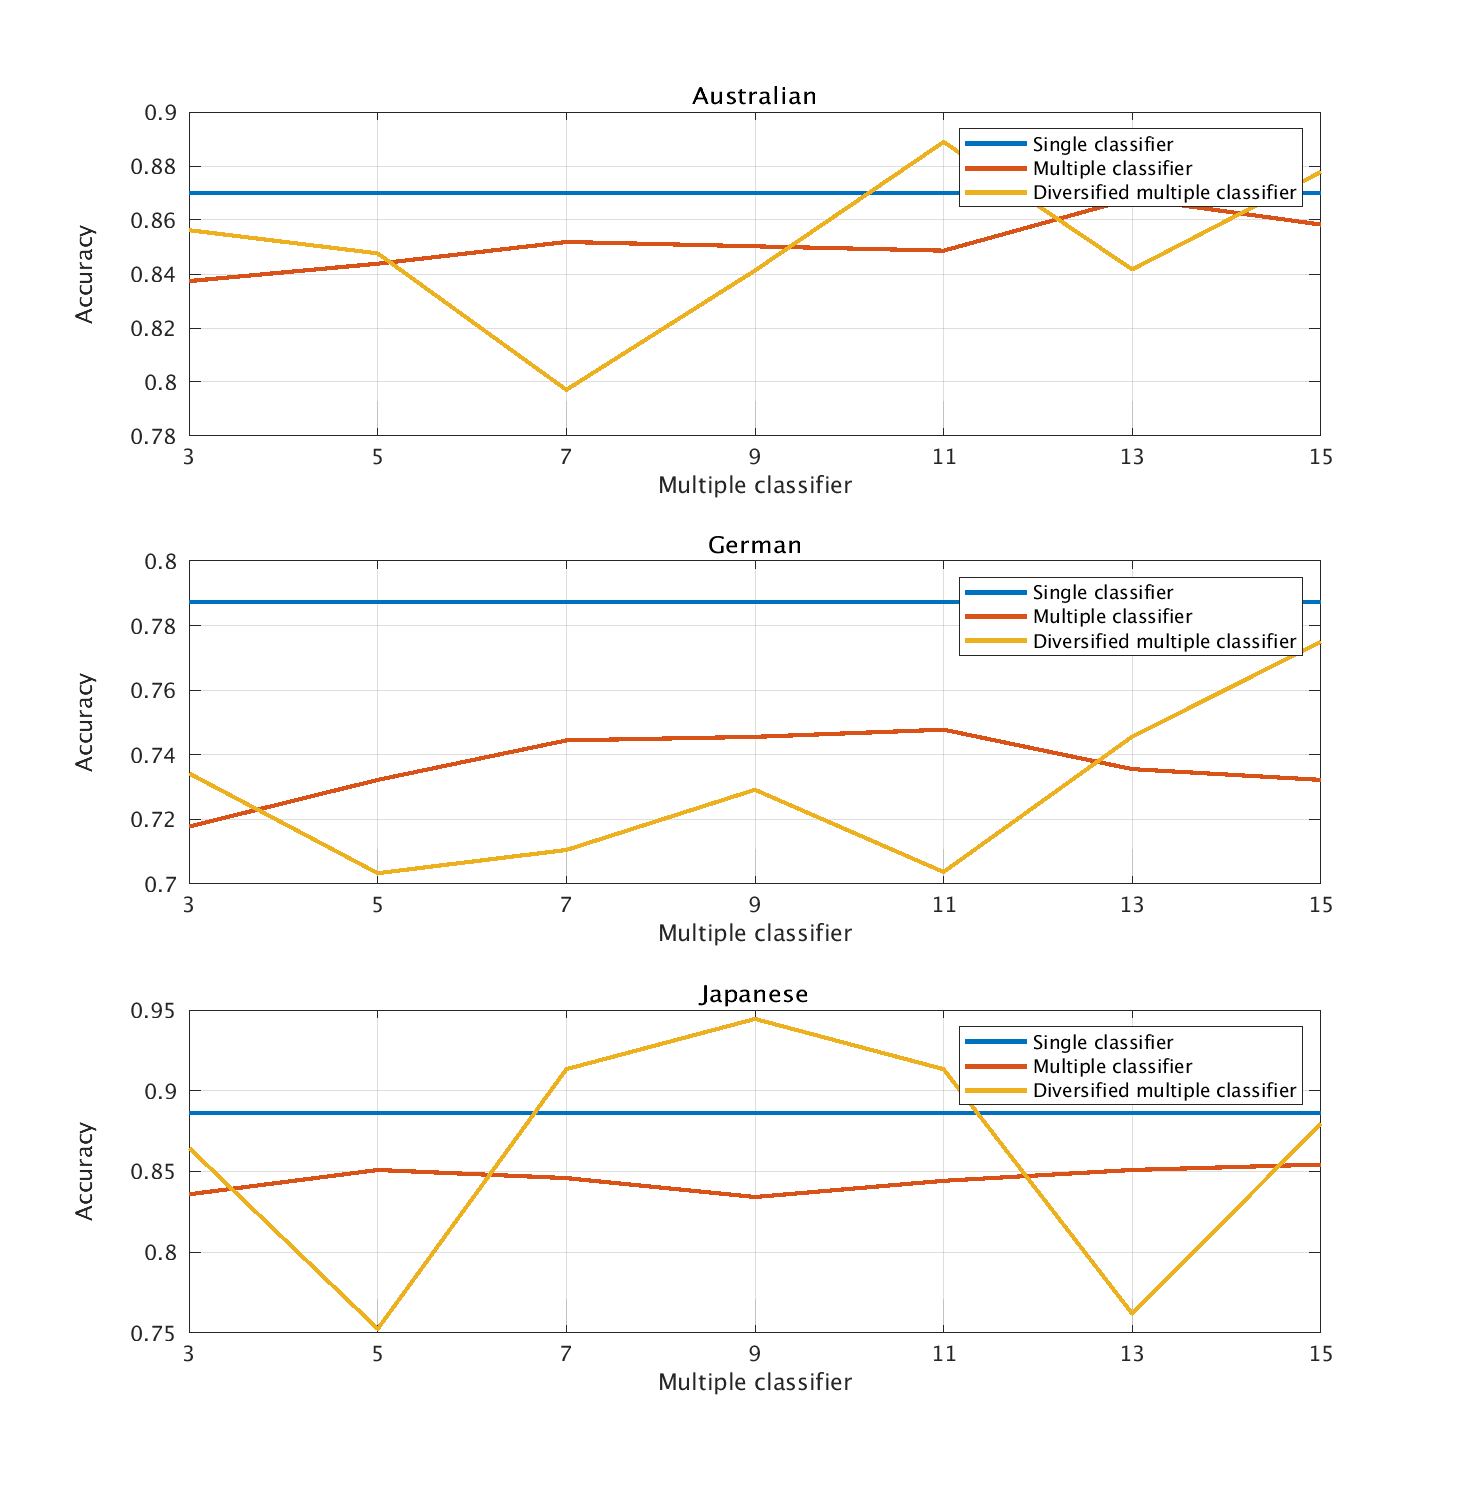 Australian
0.9
0.88
0.86
0.84
0.82
0.8
0.78
Accuracy
Single classifier
Multiple classifier
Diversified multiple classifier
3 5 7 9 11 13 15
Multiple classifier
German
0.8
0.78
0.76
0.74
0.72
0.7
Accuracy
Single classifier
Multiple classifier
Diversified multiple classifier
3 5 7 9 11 13 15
Multiple classifier
Japanese
0.95
0.9
0.85
0.8
0.75
Accuracy
Single classifier
Multiple classifier
Diversified multiple classifier
3 5 7 9 11 13 15
Multiple classifier